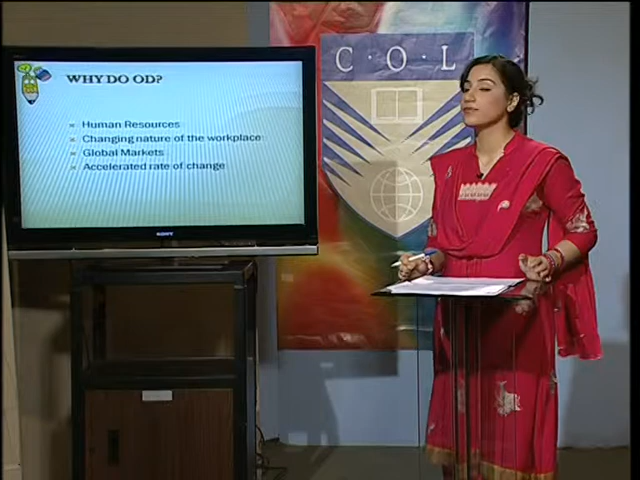 WHY DO OD?
Human Resources
Changing nature of the workplace
Global Markets
Accelerated rate of change
SONY
C.O.L